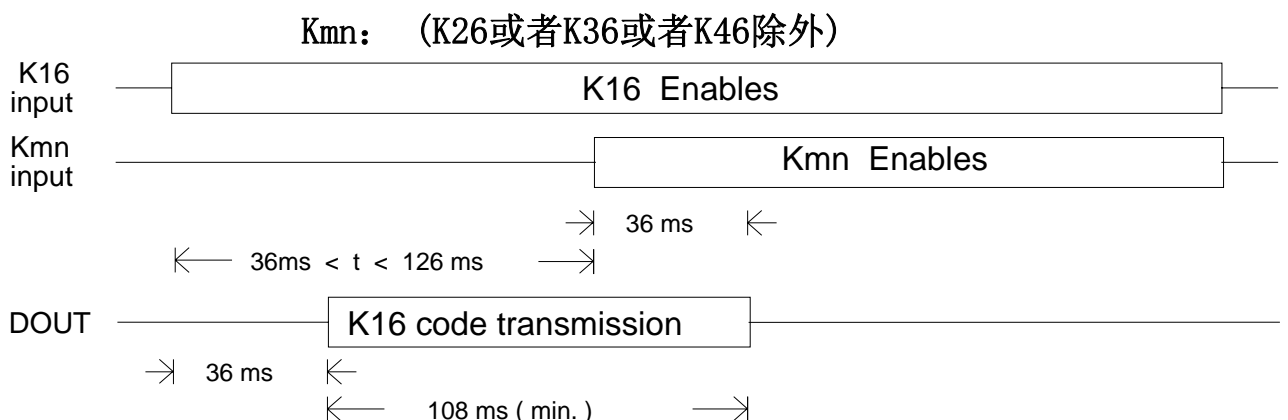 Kmn: (K26或者K36或者K46除外)
K16
input
K16 Enables
Kmn
input
Kmn Enables
36 ms
36ms < t < 126 ms
DOUT
K16 code transmission
36 ms
108 ms ( min. )